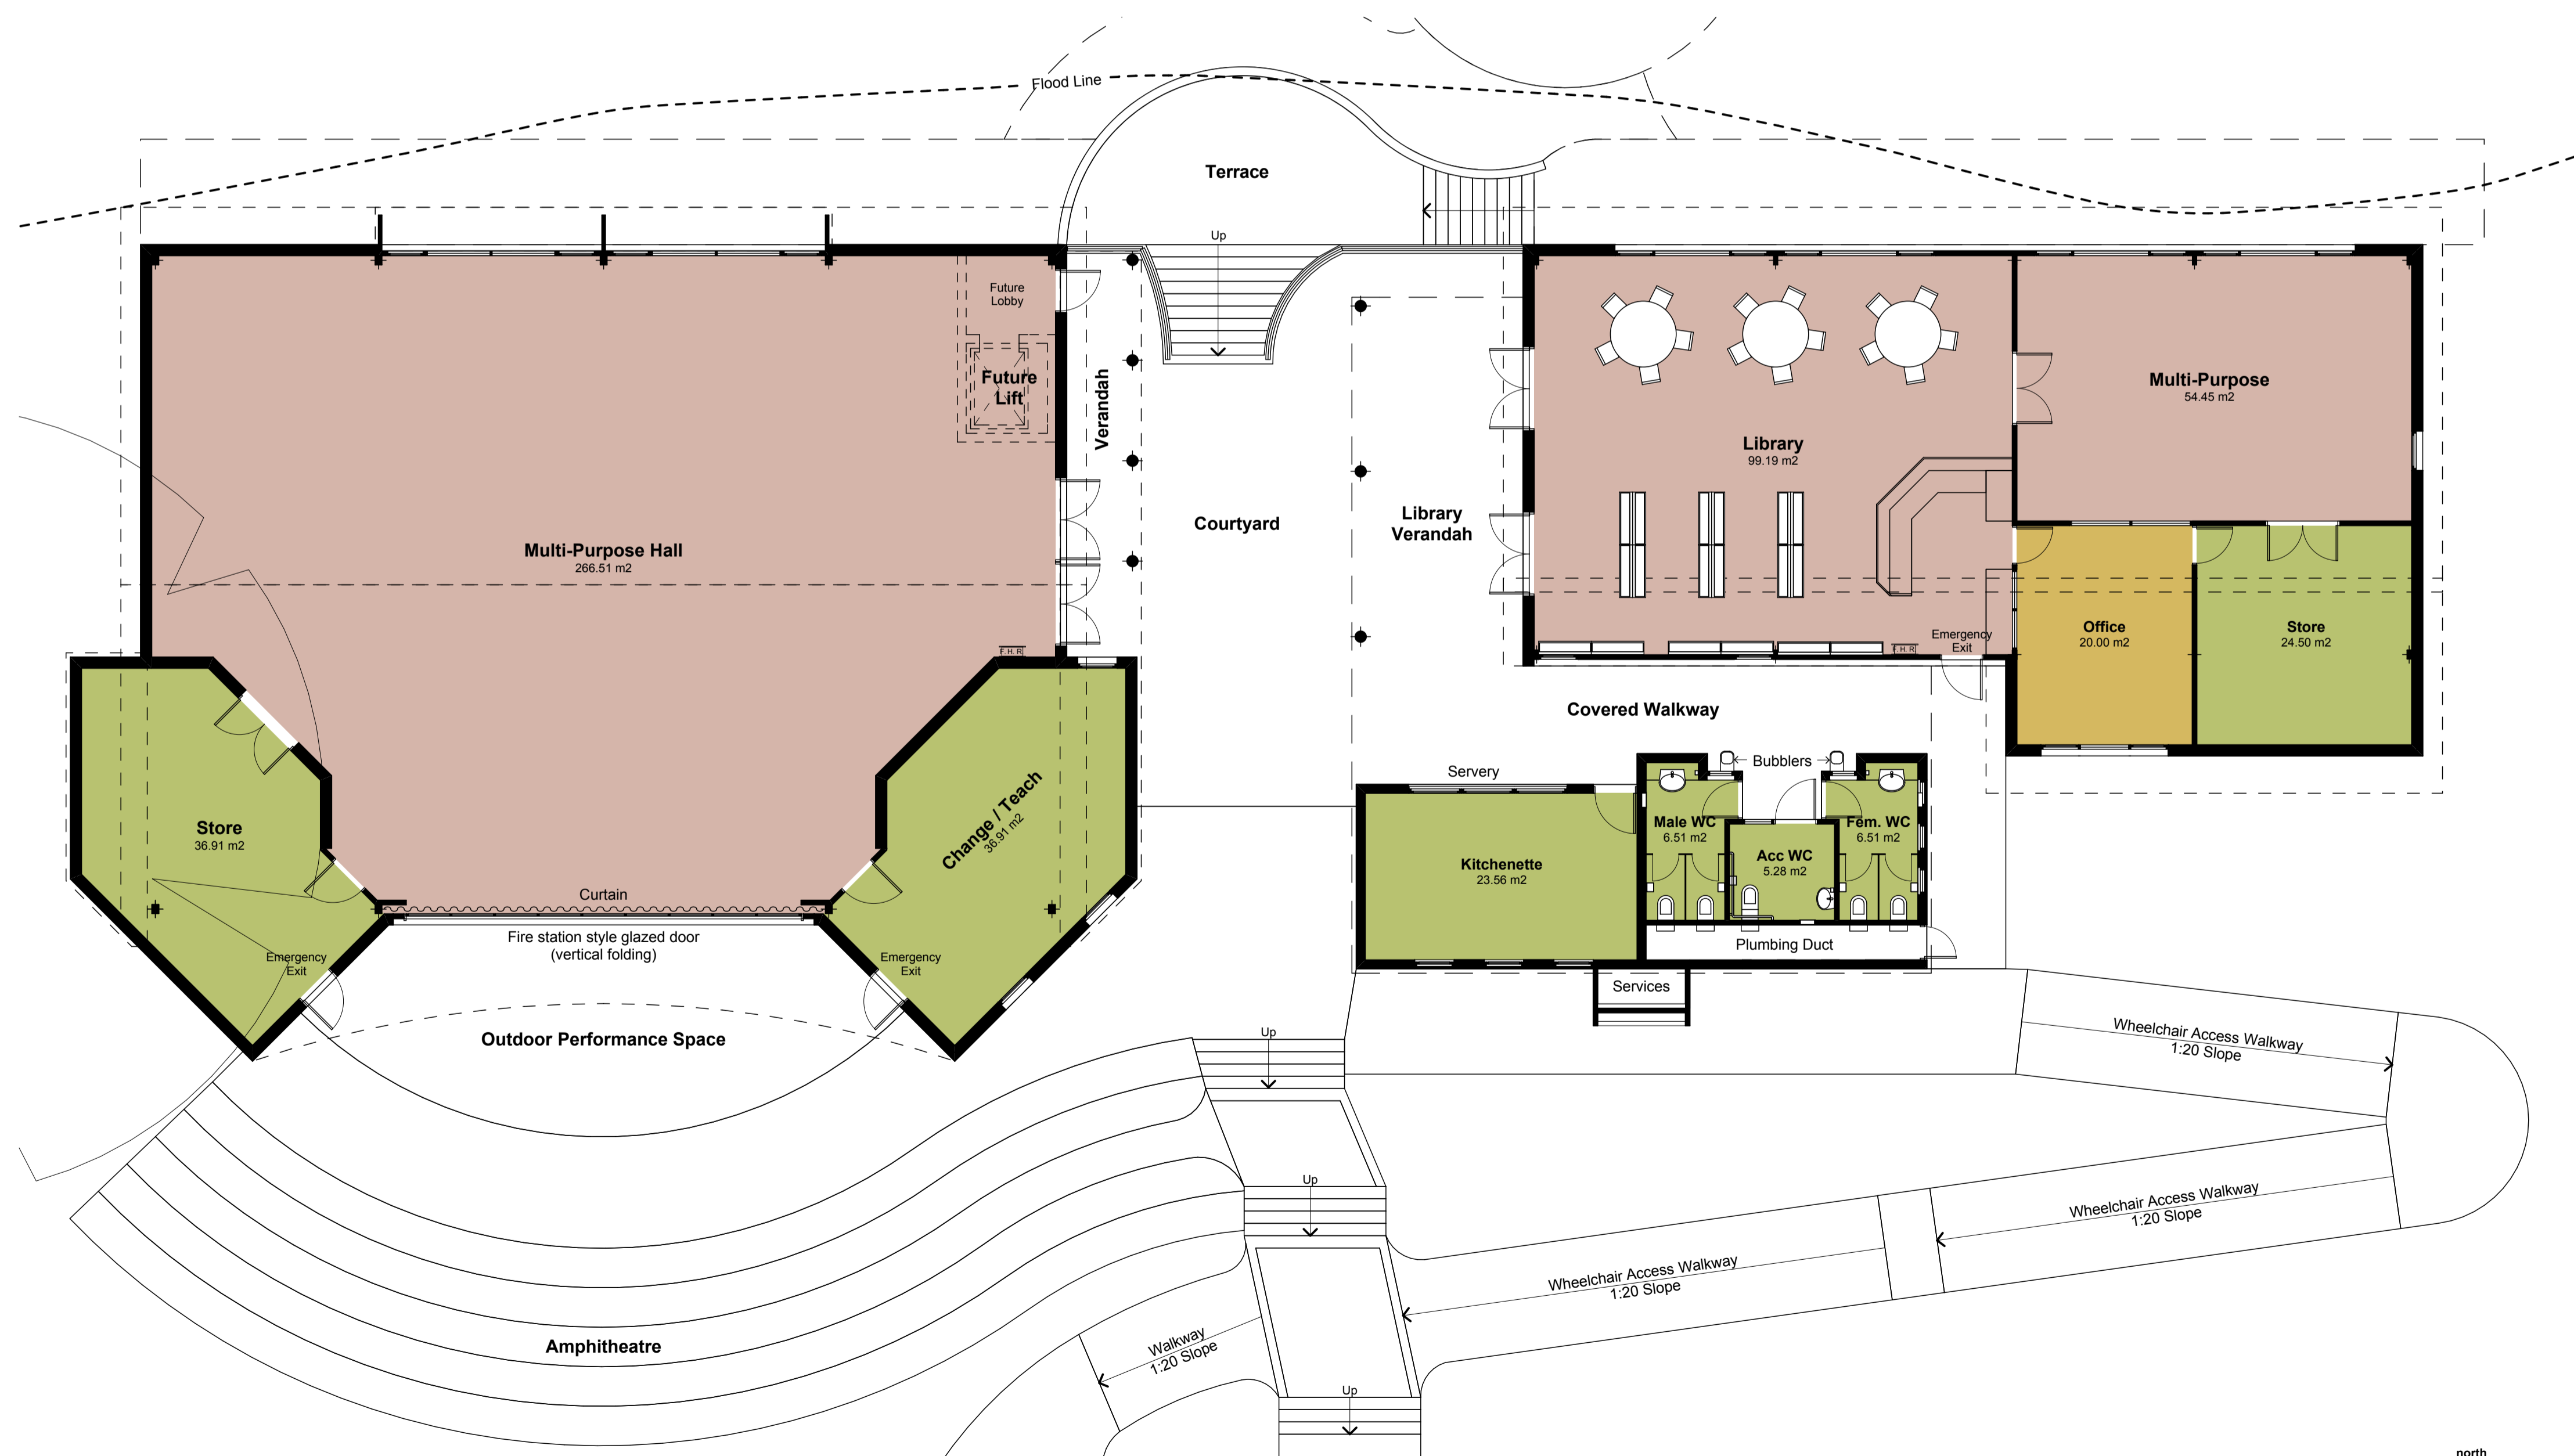 Flood Line
Terrace
Up
Future
Lobby
Future
Lift
Verandah
Multi-Purpose
54.45 m2
Library
99.19 m2
Courtyard
Library
Verandah
Multi-Purpose Hall
266.51 m2
Office
20.00 m2
Store
24.50 m2
Emergency
Exit
F. H. R.
F. H. R.
Covered Walkway
Bubblers
Servery
Store
36.91 m2
Change / Teach
36.91 m2
Male WC
6.51 m2
Fem. WC
6.51 m2
Acc WC
5.28 m2
Kitchenette
23.56 m2
Curtain
Fire station style glazed door
(vertical folding)
Plumbing Duct
Emergency
Exit
Emergency
Exit
Services
Outdoor Performance Space
Up
Wheelchair Access Walkway
1:20 Slope
Up
Wheelchair Access Walkway
1:20 Slope
Wheelchair Access Walkway
1:20 Slope
Amphitheatre
Walkway
1:20 Slope
Up
north